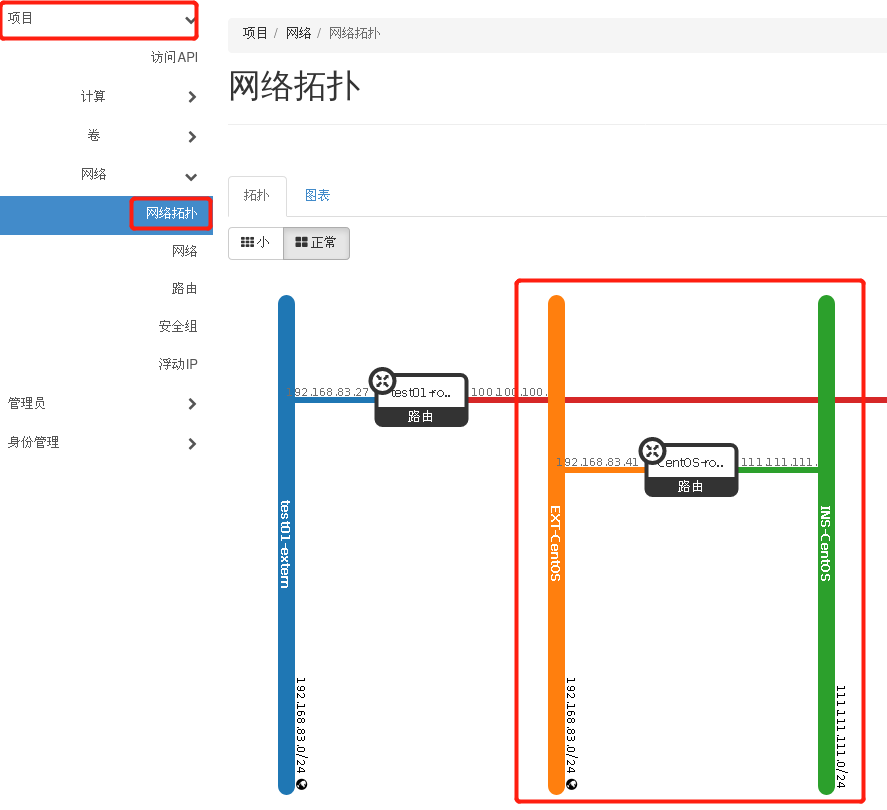 项目
访问API
计算
卷
网络
网络拓扑
网络
路由
安全组
浮动IP
管理员
身份管理
项目 / 网络 / 网络拓扑
网络拓扑
拓扑 图表
小 正常
192.168.83.27 test01-ro.. 100.100.100.
路由
192.168.83.41 CentOS-ro.. 111.111.111.
路由
test01-extern
EXT-CentOS
INS-CentOS
192.168.83.0/24
192.168.83.0/24
111.111.111.0/24